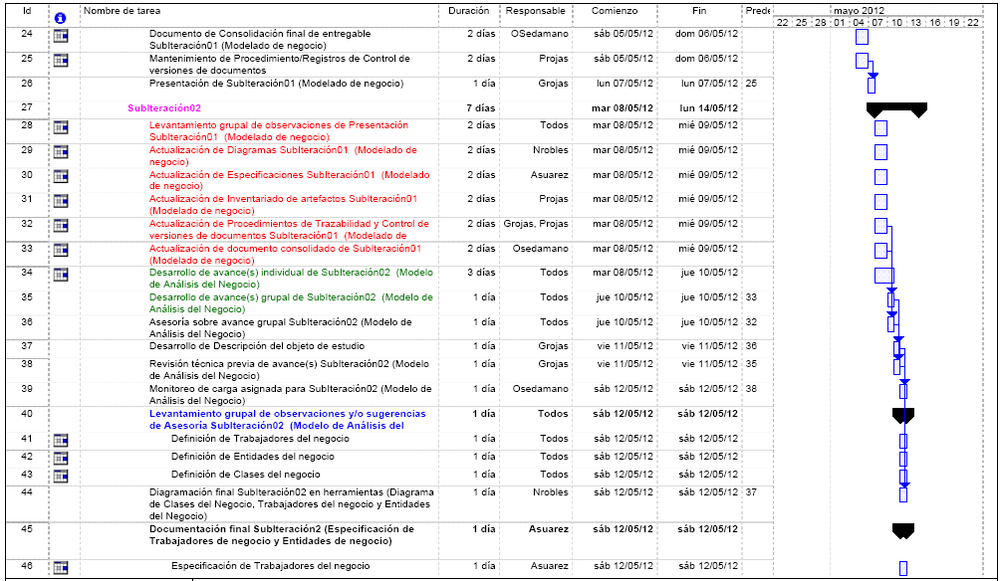 Id Nombre de tarea Duración Responsable Comienzo Fin Prede mayo 2012
22 25 28 01 04 07 10 13 16 19 22
24 Documento de Consolidación final de entregable 2 días OSedamano sáb 05/05/12 dom 06/05/12
SubIteración01 (Modelado de negocio)
25 Mantenimiento de Procedimiento/Registros de Control de 2 días Projas sáb 05/05/12 dom 06/05/12
versiones de documentos
26 Presentación de SubIteración01 (Modelado de negocio) 1 día Grojas lun 07/05/12 lun 07/05/12 25
27 SubIteración02 7 días mar 08/05/12 lun 14/05/12
28 Levantamiento grupal de observaciones de Presentación 2 días Todos mar 08/05/12 mié 09/05/12
SubIteración01 (Modelado de negocio)
29 Actualización de Diagramas SubIteración01 (Modelado de 2 días Nrobles mar 08/05/12 mié 09/05/12
negocio)
30 Actualización de Especificaciones SubIteración01 (Modelado 2 días Asuarez mar 08/05/12 mié 09/05/12
de negocio)
31 Actualización de Inventariado de artefactos SubIteración01 2 días Projas mar 08/05/12 mié 09/05/12
(Modelado de negocio)
32 Actualización de Procedimientos de Trazabilidad y Control de 2 días Grojas, Projas mar 08/05/12 mié 09/05/12
versiones de documentos SubIteración01 (Modelado de
33 Actualización de documento consolidado de SubIteración01 2 días Osedamano mar 08/05/12 mié 09/05/12
(Modelado de negocio)
34 Desarrollo de avance(s) individual de SubIteración02 (Modelo 3 días Todos mar 08/05/12 jue 10/05/12
de Análisis del Negocio)
35 Desarrollo de avance(s) grupal de SubIteración02 (Modelo de 1 día Todos jue 10/05/12 jue 10/05/12 33
Análisis del Negocio)
36 Asesoría sobre avance grupal SubIteración02 (Modelo de 1 día Todos jue 10/05/12 jue 10/05/12 32
Análisis del Negocio)
37 Desarrollo de Descripción del objeto de estudio 1 día Grojas vie 11/05/12 vie 11/05/12 36
38 Revisión técnica previa de avance(s) SubIteración02 (Modelo 1 día Grojas vie 11/05/12 vie 11/05/12 35
de Análisis del Negocio)
39 Monitoreo de carga asignada para SubIteración02 (Modelo de 1 día Osedamano sáb 12/05/12 sáb 12/05/12 38
Análisis del Negocio)
40 Levantamiento grupal de observaciones y/o sugerencias 1 día Todos sáb 12/05/12 sáb 12/05/12
de Asesoría SubIteración02 (Modelo de Análisis del
41 Definición de Trabajadores del negocio 1 día Todos sáb 12/05/12 sáb 12/05/12
42 Definición de Entidades del negocio 1 día Todos sáb 12/05/12 sáb 12/05/12
43 Definición de Clases del negocio 1 día Todos sáb 12/05/12 sáb 12/05/12
44 Diagramación final SubIteración02 en herramientas (Diagrama 1 día Nrobles sáb 12/05/12 sáb 12/05/12 37
de Clases del Negocio, Trabajadores del negocio y Entidades
del Negocio)
45 Documentación final SubIteración2 (Especificación de 1 día Asuarez sáb 12/05/12 sáb 12/05/12
Trabajadores de negocio y Entidades de negocio)
46 Especificación de Trabajadores del negocio 1 día Asuarez sáb 12/05/12 sáb 12/05/12